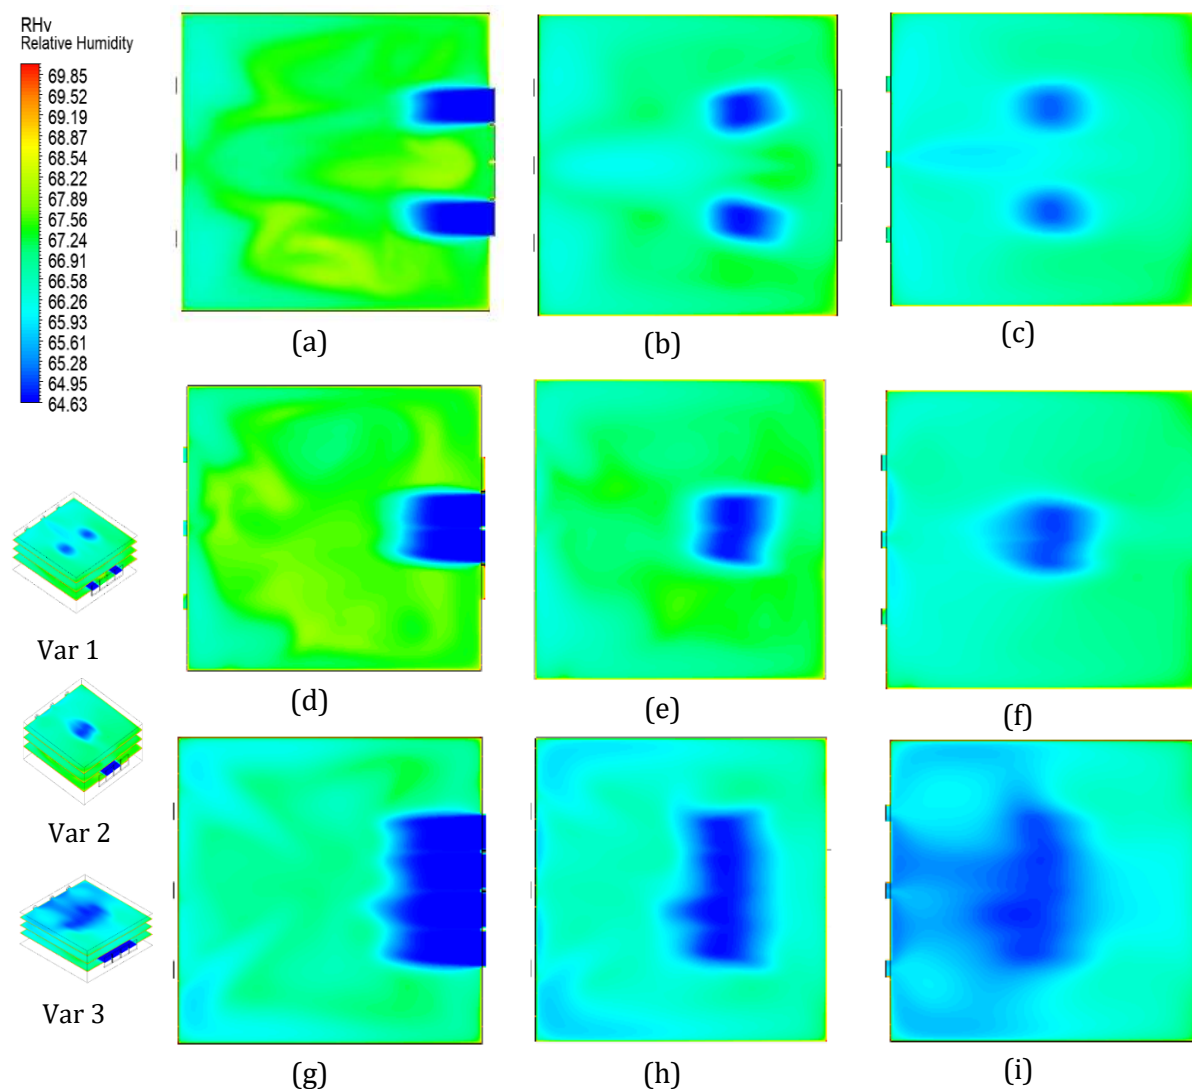 RHv
Relative Humidity
69.85
69.52
69.19
68.87
68.54
68.22
67.89
67.56
67.24
66.91
66.58
66.26
65.93
65.61
65.28
64.95
64.63
(a)
(b)
(c)
Var 1
(d)
(e)
(f)
Var 2
Var 3
(g)
(h)
(i)